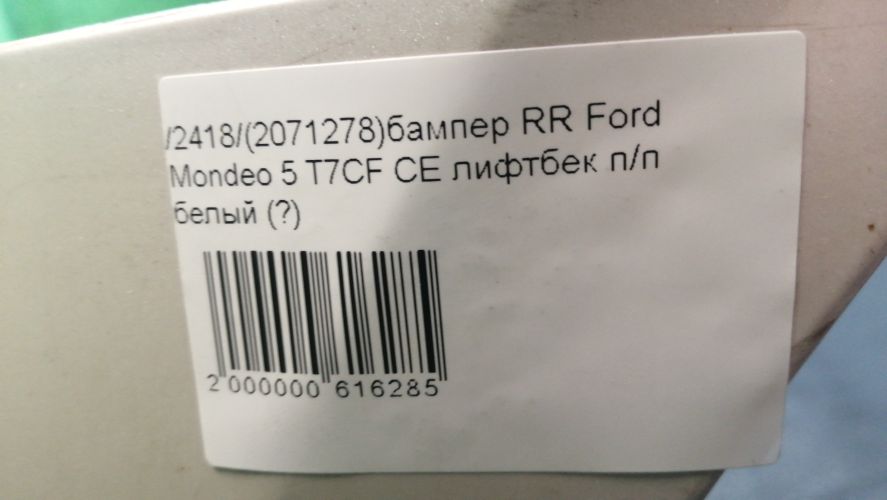 /2418/(2071278)бампер RR Ford
Mondeo 5 T7CF CE лифтбек п/п
белый (?)
2 000000 616285